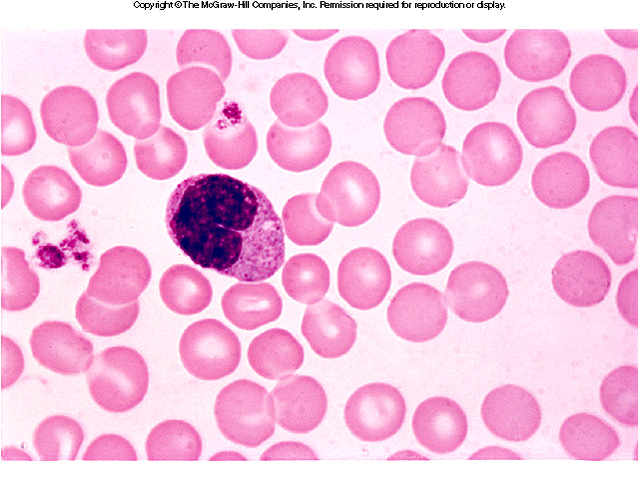 Copyright © The McGraw-Hill Companies, Inc. Permission required for reproduction or display.